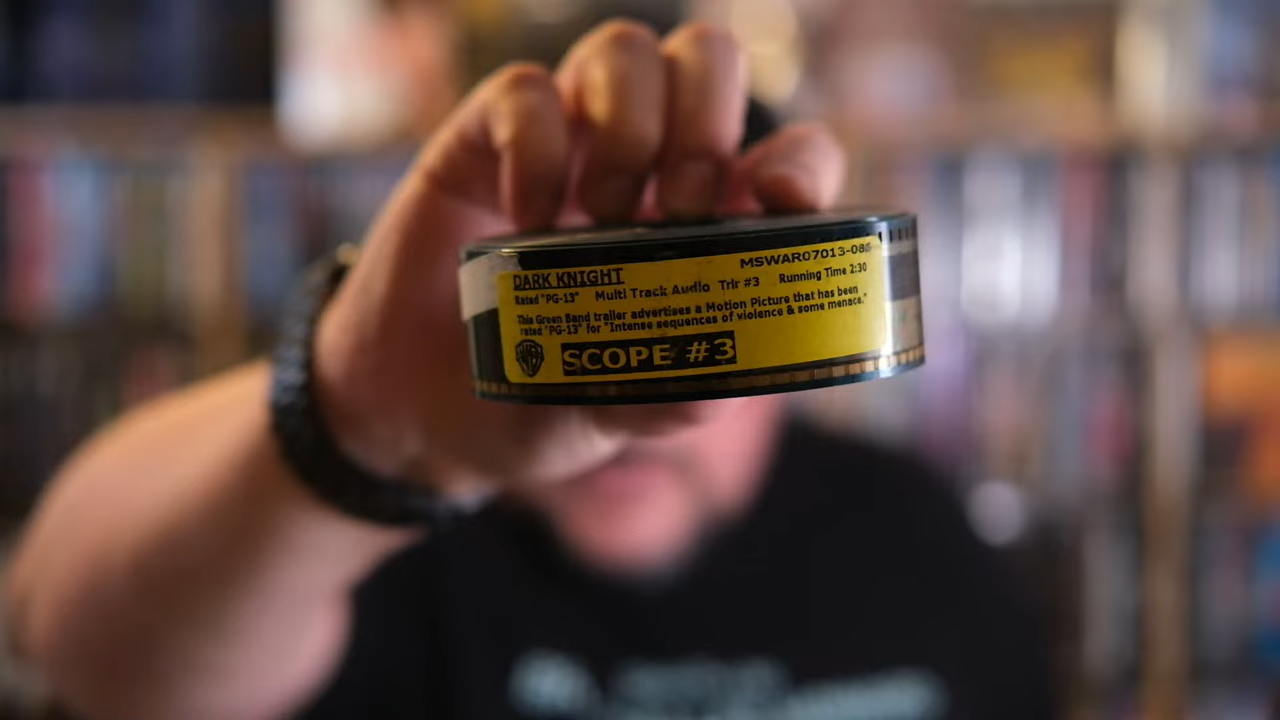 MSWAR07013-08
DARK KNIGHT
Rated "PG-13" Multi Track Audio Trlr #3 Running Time 2:30
This Green Band trailer advertises a Motion Picture that has been
rated "PG-13" for "Intense sequences of violence & some menace."
WB
SCOPE #3